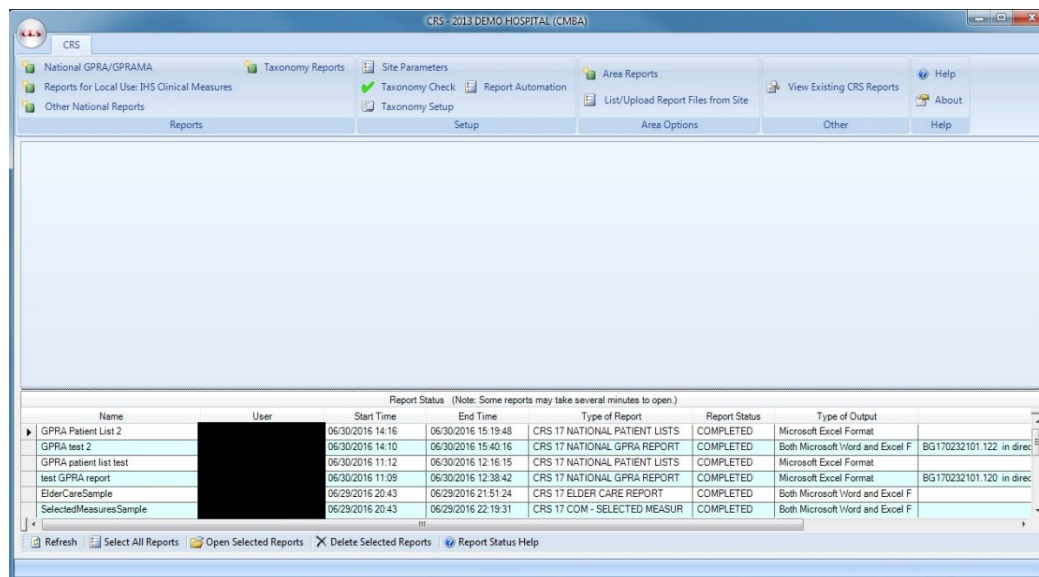 CRS - 2013 DEMO HOSPITAL (CMBA)
CRS
CRS
National GPRA/GPRAMA
Taxonomy Reports
Reports for Local Use: IHS Clinical Measures
Other National Reports
Reports
Site Parameters
Taxonomy Check Report Automation
Taxonomy Setup
Setup
Area Reports
List/Upload Report Files from Site
Area Options
View Existing CRS Reports
Other
Help
About
Help
Report Status (Note: Some reports may take several minutes to open.)
Name User Start Time End Time Type of Report Report Status Type of Output
GPRA Patient List 2 06/30/2016 14:16 06/30/2016 15:19:48 CRS 17 NATIONAL PATIENT LISTS COMPLETED Microsoft Excel Format
GPRA test 2 06/30/2016 14:10 06/30/2016 15:40:16 CRS 17 NATIONAL GPRA REPORT COMPLETED Both Microsoft Word and Excel F BG170232101.122 in direc
GPRA patient list test 06/30/2016 11:12 06/30/2016 12:16:15 CRS 17 NATIONAL PATIENT LISTS COMPLETED Microsoft Excel Format
test GPRA report 06/30/2016 11:09 06/30/2016 12:38:42 CRS 17 NATIONAL GPRA REPORT COMPLETED Both Microsoft Word and Excel F BG170232101.120 in direc
ElderCareSample 06/29/2016 20:43 06/29/2016 21:51:24 CRS 17 ELDER CARE REPORT COMPLETED Both Microsoft Word and Excel F
SelectedMeasuresSample 06/29/2016 20:43 06/29/2016 22:19:31 CRS 17 COM - SELECTED MEASUR COMPLETED Both Microsoft Word and Excel F
Refresh Select All Reports Open Selected Reports Delete Selected Reports Report Status Help